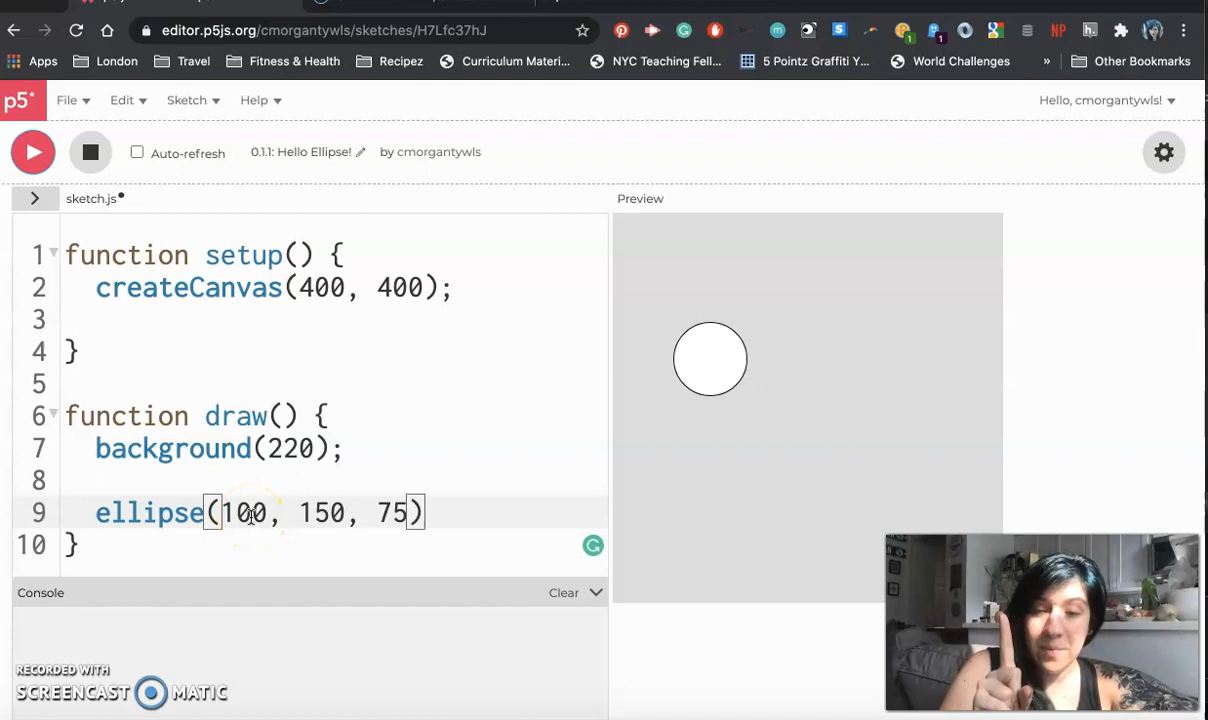 editor.p5js.org/cmorgantywls/sketches/H7Lfc37hJ
Apps London Travel Fitness & Health Recipez Curriculum Materi... NYC Teaching Fell... 5 Pointz Graffiti Y... World Challenges » Other Bookmarks
p5* File Edit Sketch Help Hello, cmorgantywls!
Auto-refresh 0.1.1: Hello Ellipse! by cmorgantywls
sketch.js Preview
1 function setup() {
2 createCanvas(400, 400);
3
4 }
5
6 function draw() {
7 background(220);
8
9 ellipse(100, 150, 75)
10 }
Console Clear
RECORDED WITH
SCREENCAST MATIC